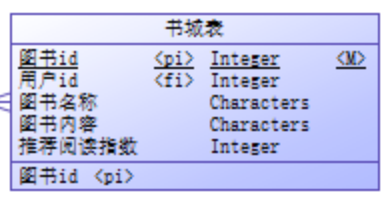 书城表
图书id <pi> Integer <M>
用户id <fi> Integer
图书名称 Characters
图书内容 Characters
推荐阅读指数 Integer
图书id <pi>